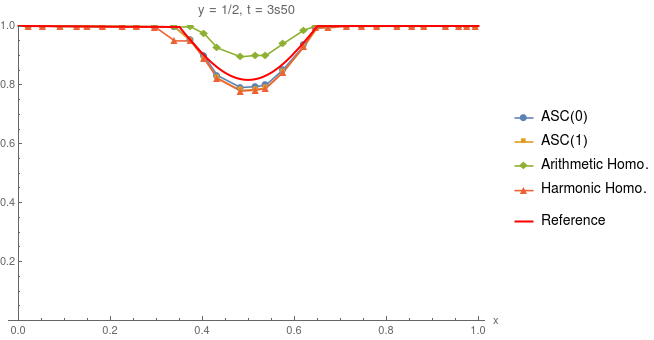 y = 1/2, t = 3s50
1.0
0.8
0.6
0.4
0.2
0.0 0.2 0.4 0.6 0.8 1.0
x
ASC(0)
ASC(1)
Arithmetic Homo.
Harmonic Homo.
Reference